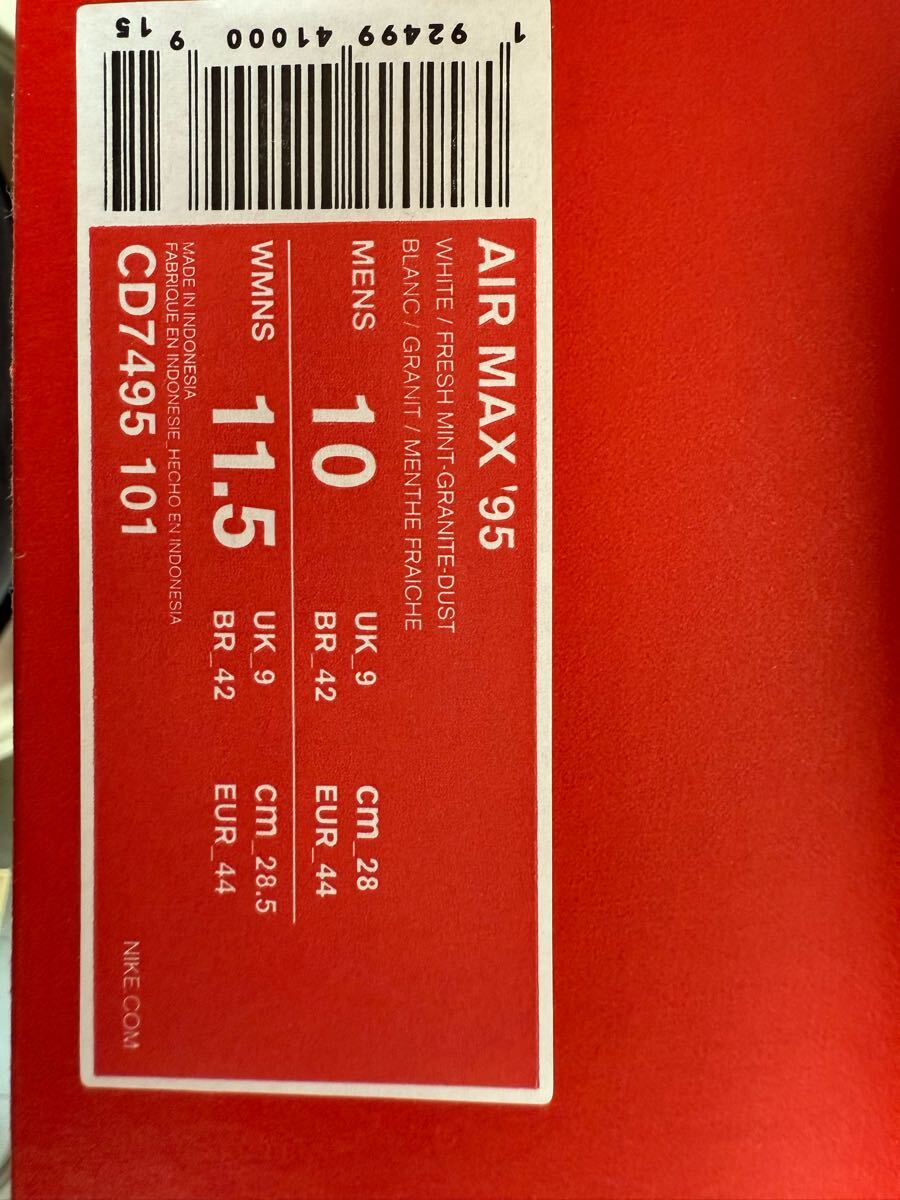 AIR MAX '95
WHITE / FRESH MINT-GRANITE-DUST
BLANC / GRANIT / MENTHE FRAICHE
MENS 10 UK_9 cm_28
BR_42 EUR_44
WMNS 11.5 UK_9 cm_28.5
BR_42 EUR_44
MADE IN INDONESIA
FABRIQUE EN INDONESIE_HECHO EN INDONESIA
CD7495 101
NIKE.COM
1 92499 41000 9 15